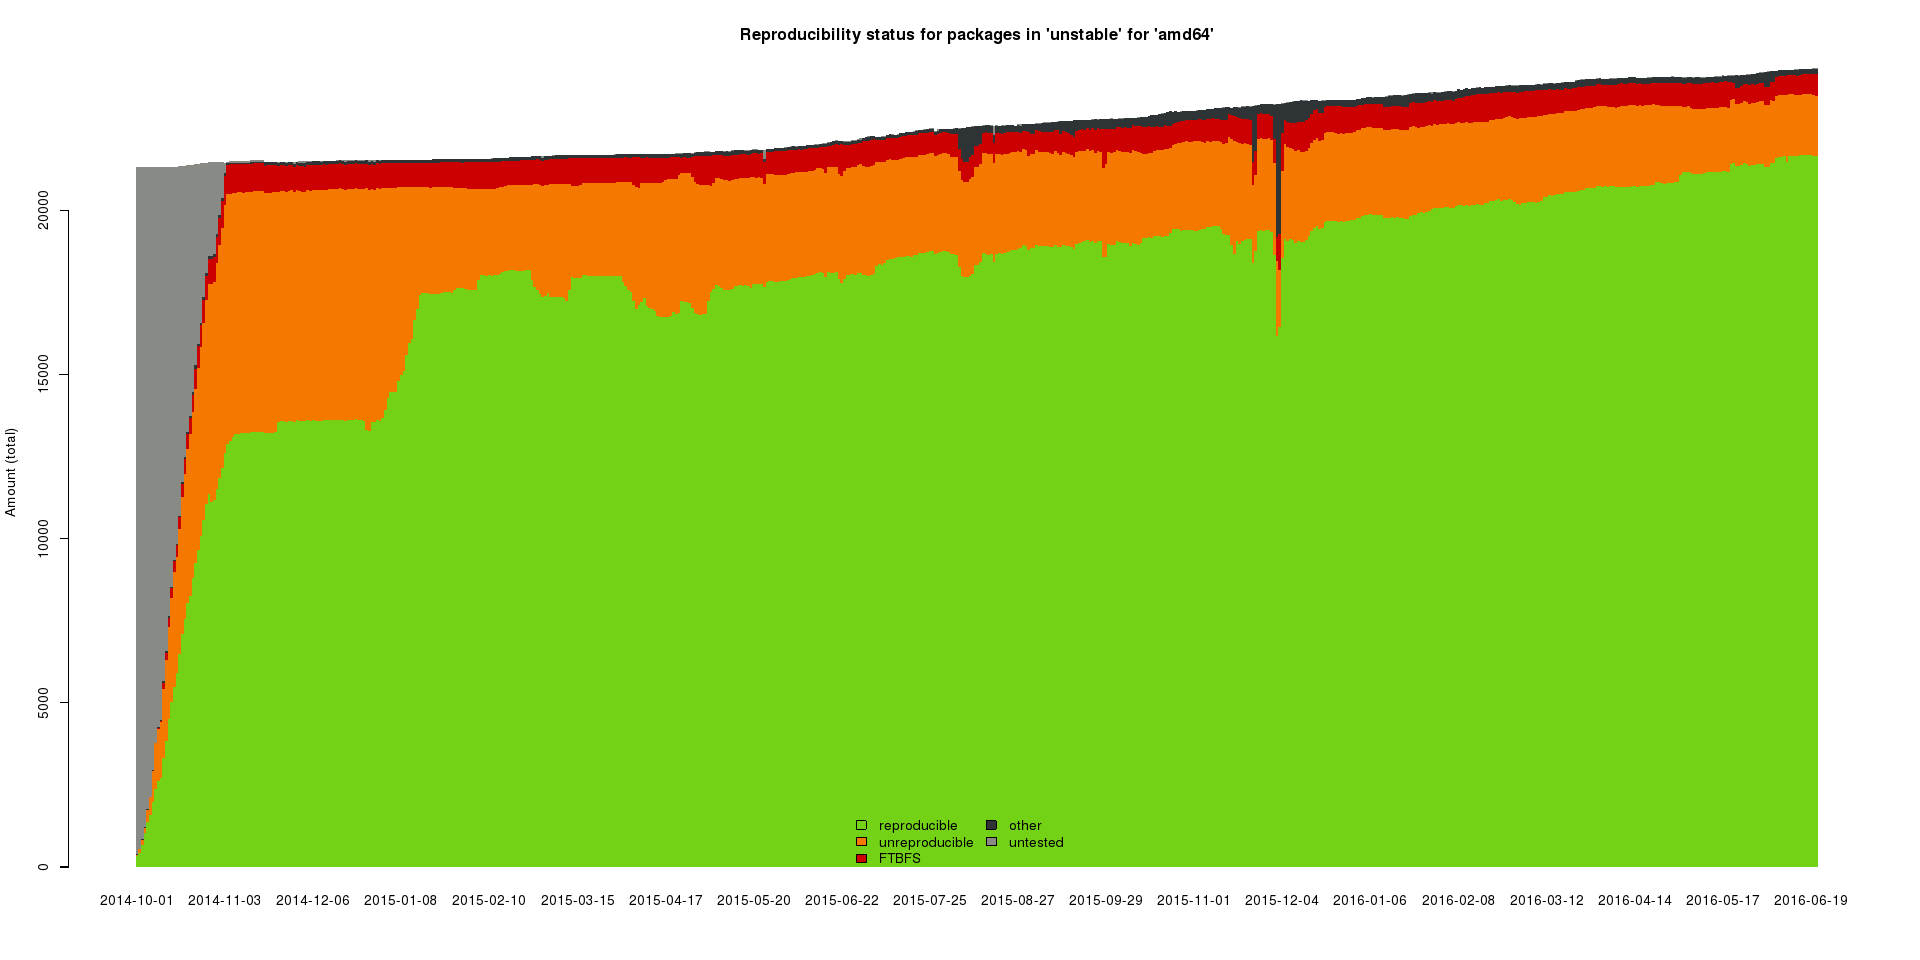 Reproducibility status for packages in 'unstable' for 'amd64'
Amount (total)
20000
15000
10000
5000
0
reproducible
unreproducible
FTBFS
other
untested
2014-10-01 2014-11-03 2014-12-06 2015-01-08 2015-02-10 2015-03-15 2015-04-17 2015-05-20 2015-06-22 2015-07-25 2015-08-27 2015-09-29 2015-11-01 2015-12-04 2016-01-06 2016-02-08 2016-03-12 2016-04-14 2016-05-17 2016-06-19